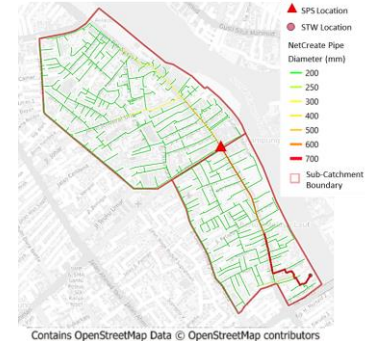 SPS Location
STW Location
NetCreate Pipe
Diameter (mm)
200
250
300
400
500
600
700
Sub-Catchment
Boundary
Contains OpenStreetMap Data © OpenStreetMap contributors